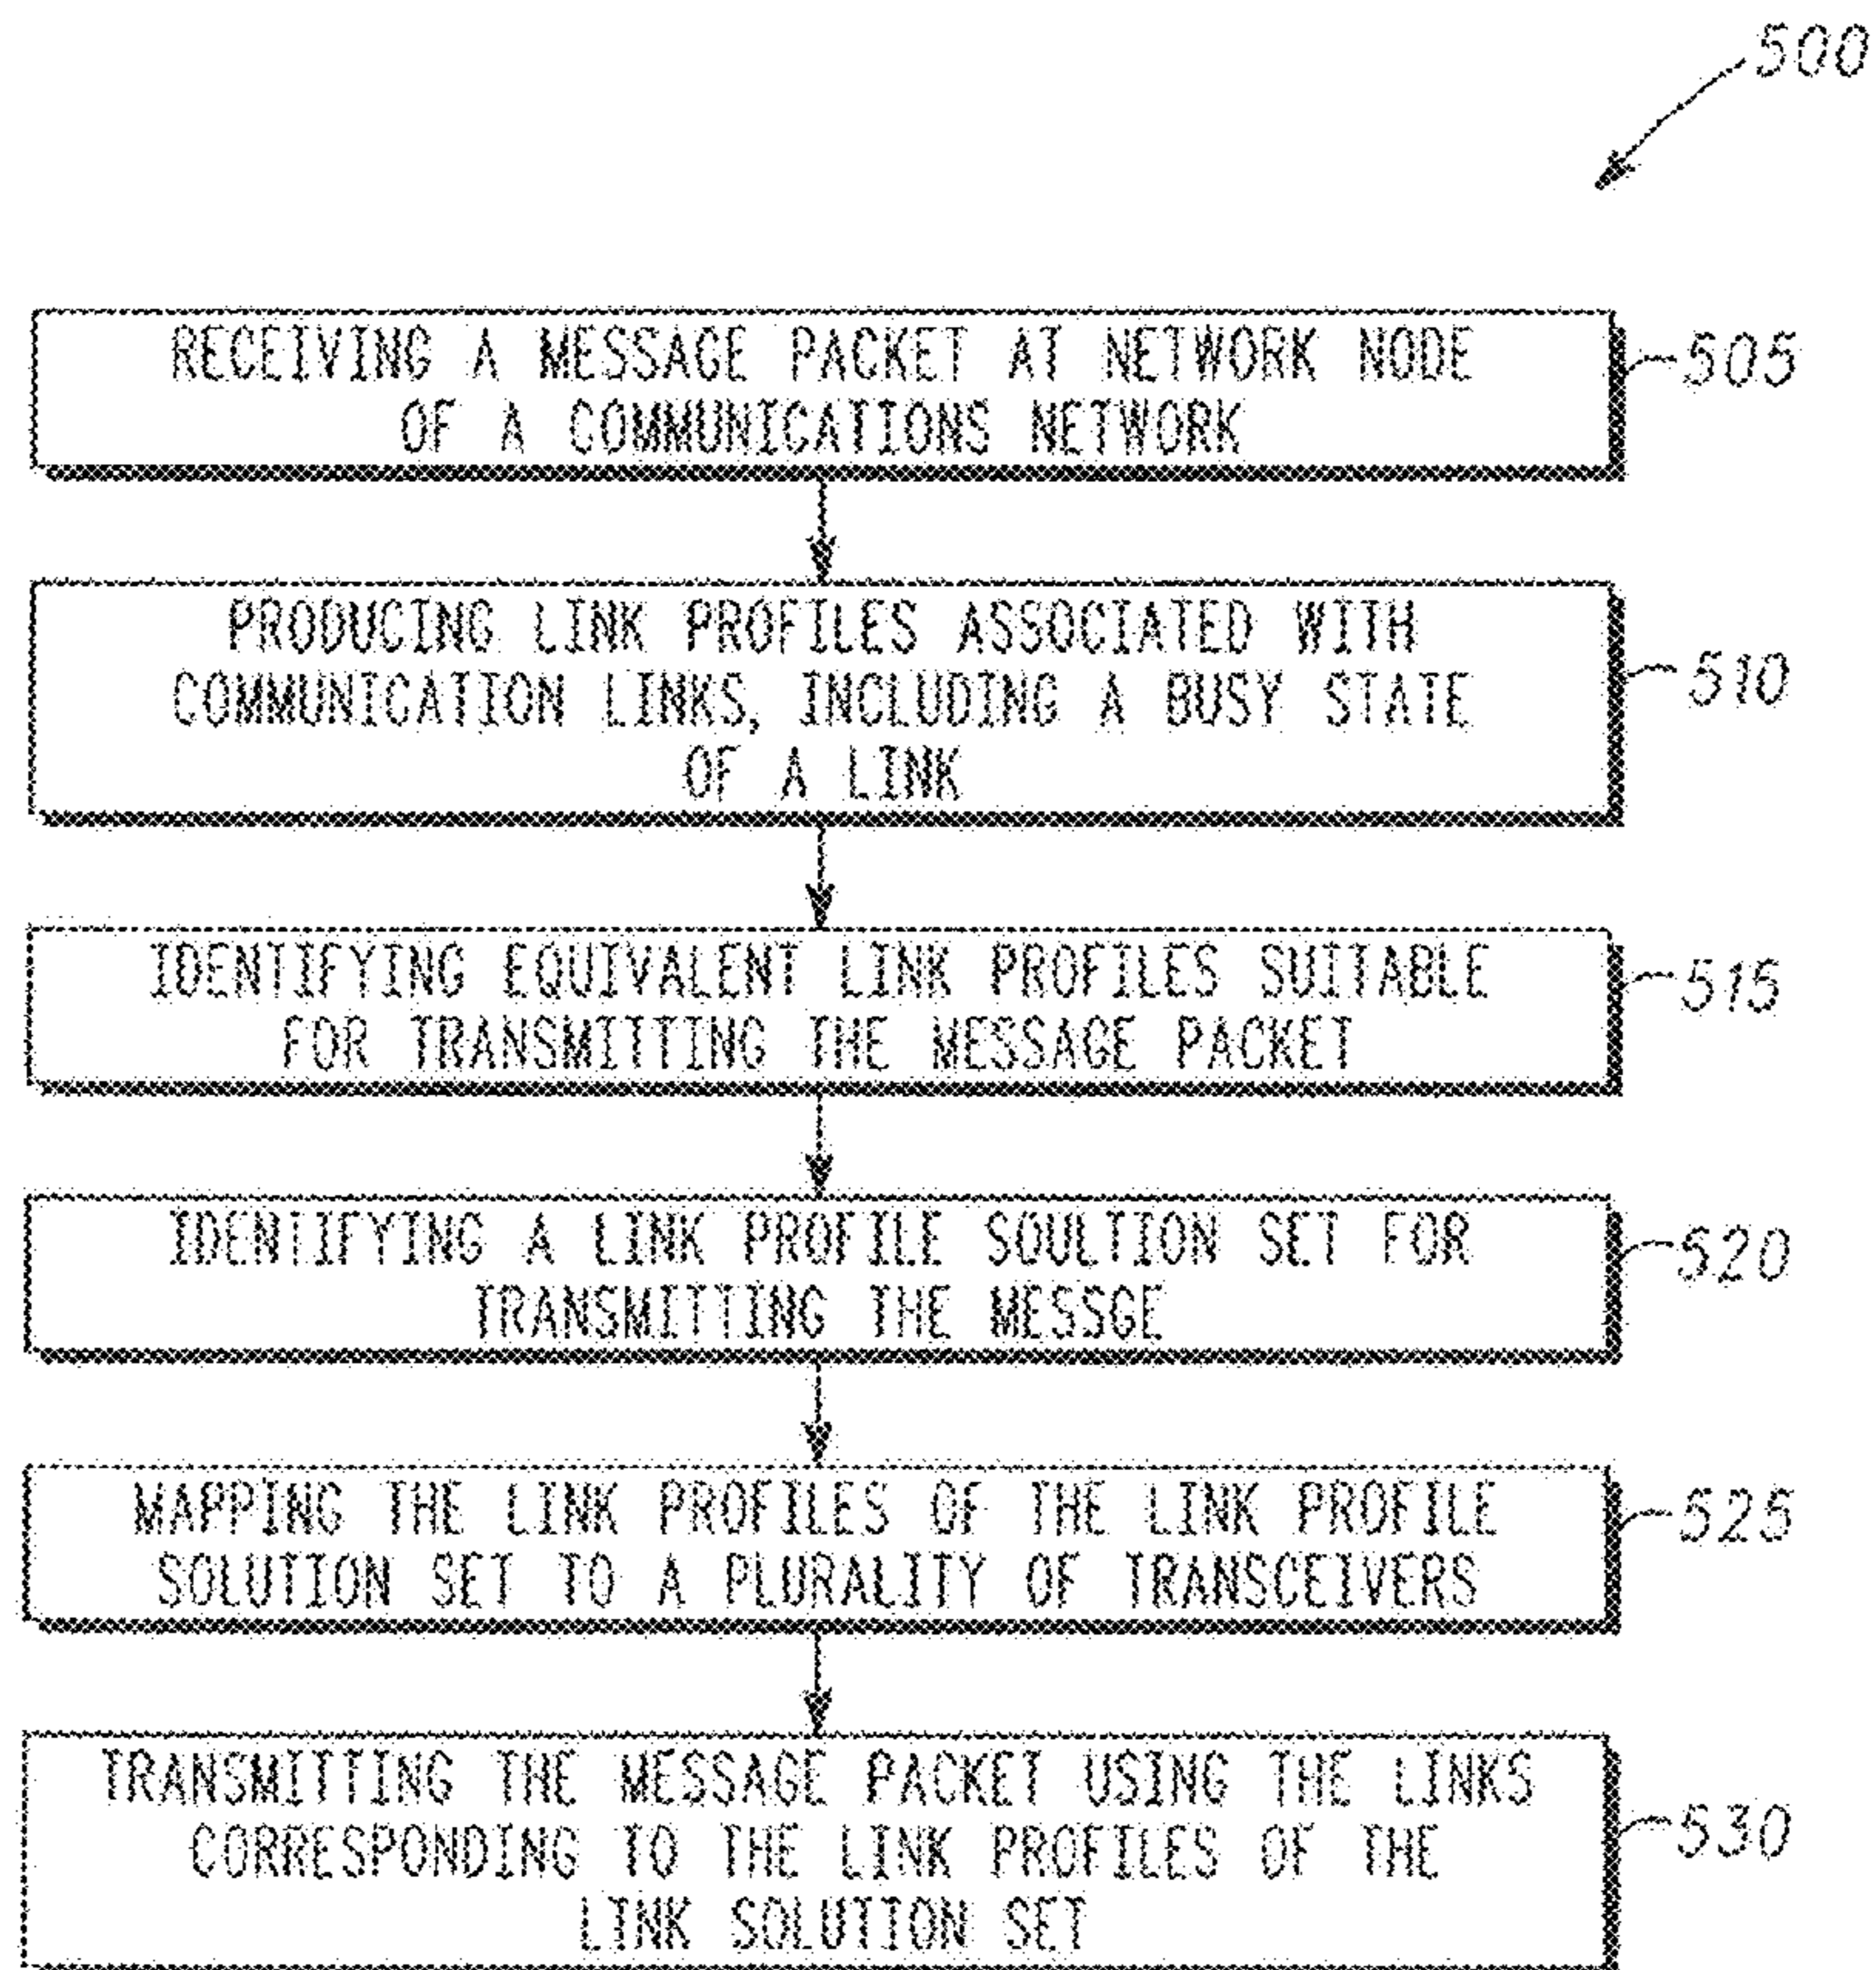 500
RECEIVING A MESSAGE PACKET AT NETWORK NODE
OF A COMMUNICATIONS NETWORK
505
PRODUCING LINK PROFILES ASSOCIATED WITH
COMMUNICATION LINKS, INCLUDING A BUSY STATE
OF A LINK
510
IDENTIFYING EQUIVALENT LINK PROFILES SUITABLE
FOR TRANSMITTING THE MESSAGE PACKET
515
IDENTIFYING A LINK PROFILE SOULTION SET FOR
TRANSMITTING THE MESSGE
520
MAPPING THE LINK PROFILES OF THE LINK PROFILE
SOLUTION SET TO A PLURALITY OF TRANSCEIVERS
525
TRANSMITTING THE MESSAGE PACKET USING THE LINKS
CORRESPONDING TO THE LINK PROFILES OF THE
LINK SOLUTION SET
530